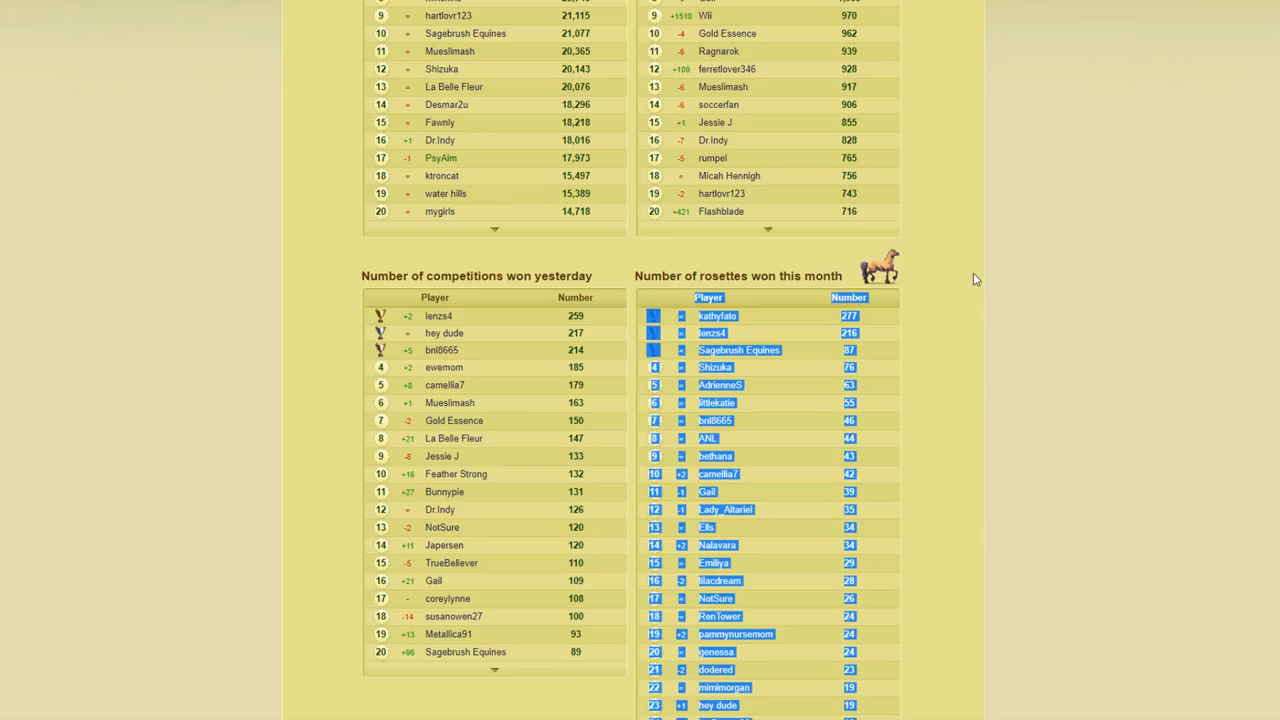 9 = hartlovr123 21,115
10 = Sagebrush Equines 21,077
11 = Mueslimash 20,365
12 = Shizuka 20,143
13 = La Belle Fleur 20,076
14 = Desmar2u 18,296
15 = Fawnly 18,218
16 +1 Dr.Indy 18,016
17 -1 PsyAim 17,973
18 = ktroncat 15,497
19 = water hills 15,389
20 = mygirls 14,718
9 +1510 Wii 970
10 -4 Gold Essence 962
11 -6 Ragnarok 939
12 +109 ferretlover346 928
13 -6 Mueslimash 917
14 -6 soccerfan 906
15 +1 Jessie J 855
16 -7 Dr.Indy 828
17 -5 rumpel 765
18 = Micah Hennigh 756
19 -2 hartlovr123 743
20 +421 Flashblade 716
Number of competitions won yesterday
Player Number
+2 lenzs4 259
= hey dude 217
+5 bnl8665 214
4 +2 ewemom 185
5 +8 camellia7 179
6 +1 Mueslimash 163
7 -2 Gold Essence 150
8 +21 La Belle Fleur 147
9 -8 Jessie J 133
10 +16 Feather Strong 132
11 +27 Bunnypie 131
12 = Dr.Indy 126
13 -2 NotSure 120
14 +11 Japersen 120
15 -5 TrueBeliever 110
16 +21 Gail 109
17 - coreylynne 108
18 -14 susanowen27 100
19 +13 Metallica91 93
20 +96 Sagebrush Equines 89
Number of rosettes won this month
Player Number
= kathyfato 277
= lenzs4 216
= Sagebrush Equines 87
4 = Shizuka 76
5 = AdrienneS 63
6 = littlekatie 55
7 = bnl8665 46
8 = ANL 44
9 = bethana 43
10 +2 camellia7 42
11 -1 Gail 39
12 -1 Lady_Altariel 35
13 = Ells 34
14 +2 Nalavara 34
15 = Emiliya 29
16 -2 lilacdream 28
17 = NotSure 26
18 = RenTower 24
19 +2 pammynursemom 24
20 = genessa 24
21 -2 dodered 23
22 = mimimorgan 19
23 +1 hey dude 19